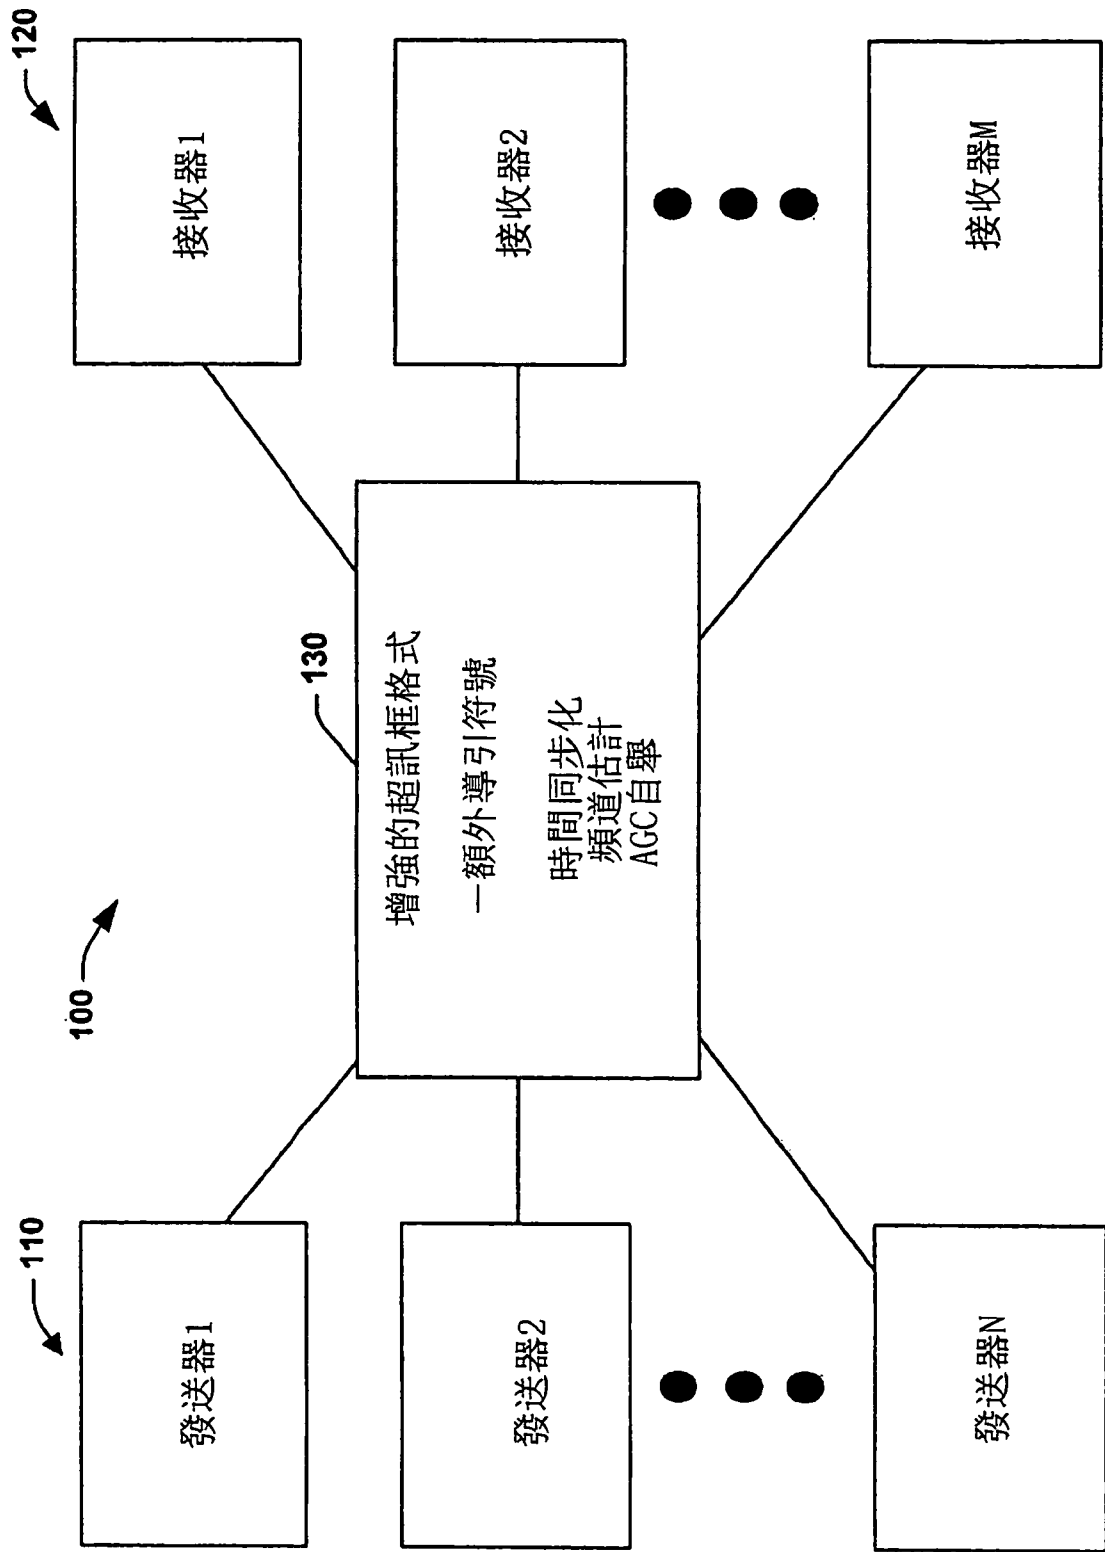 100
110
發送器1
發送器2
發送器N
130
增強的超訊框格式
一額外導引符號
時間同步化
頻道估計
AGC自舉
120
接收器1
接收器2
接收器M